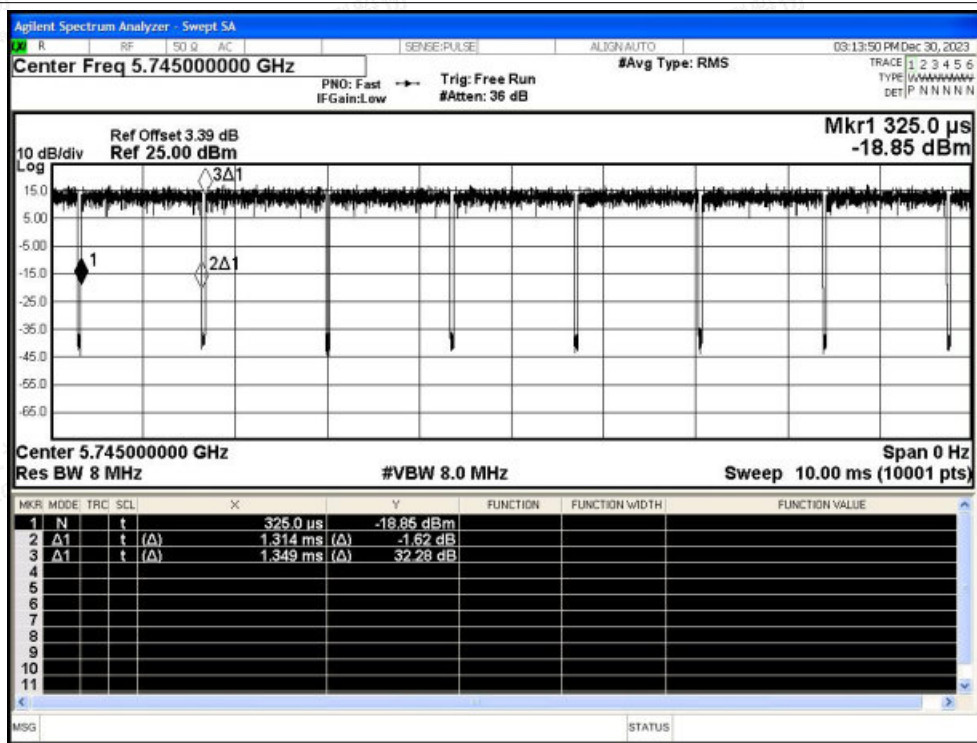 Agilent Spectrum Analyzer - Swept SA
R RF 50 Ω AC SENSE:PULSE ALIGN AUTO 03:13:50 PM Dec 30, 2023
Center Freq 5.745000000 GHz #Avg Type: RMS TRACE 1 2 3 4 5 6
PNO: Fast Trig: Free Run TYPE WWWWWW
IFGain:Low #Atten: 36 dB DET P N N N N N
Mkr1 325.0 µs
Ref Offset 3.39 dB
10 dB/div Ref 25.00 dBm -18.85 dBm
Log
3Δ1
15.0
5.00
-5.00
1 2Δ1
-15.0
-25.0
-35.0
-45.0
-55.0
-65.0
Center 5.745000000 GHz Span 0 Hz
Res BW 8 MHz #VBW 8.0 MHz Sweep 10.00 ms (10001 pts)
MKR MODE TRC SCL X Y FUNCTION FUNCTION WIDTH FUNCTION VALUE
1 N t 325.0 µs -18.85 dBm
2 Δ1 t (Δ) 1.314 ms (Δ) -1.62 dB
3 Δ1 t (Δ) 1.349 ms (Δ) 32.28 dB
4
5
6
7
8
9
10
11
MSG STATUS